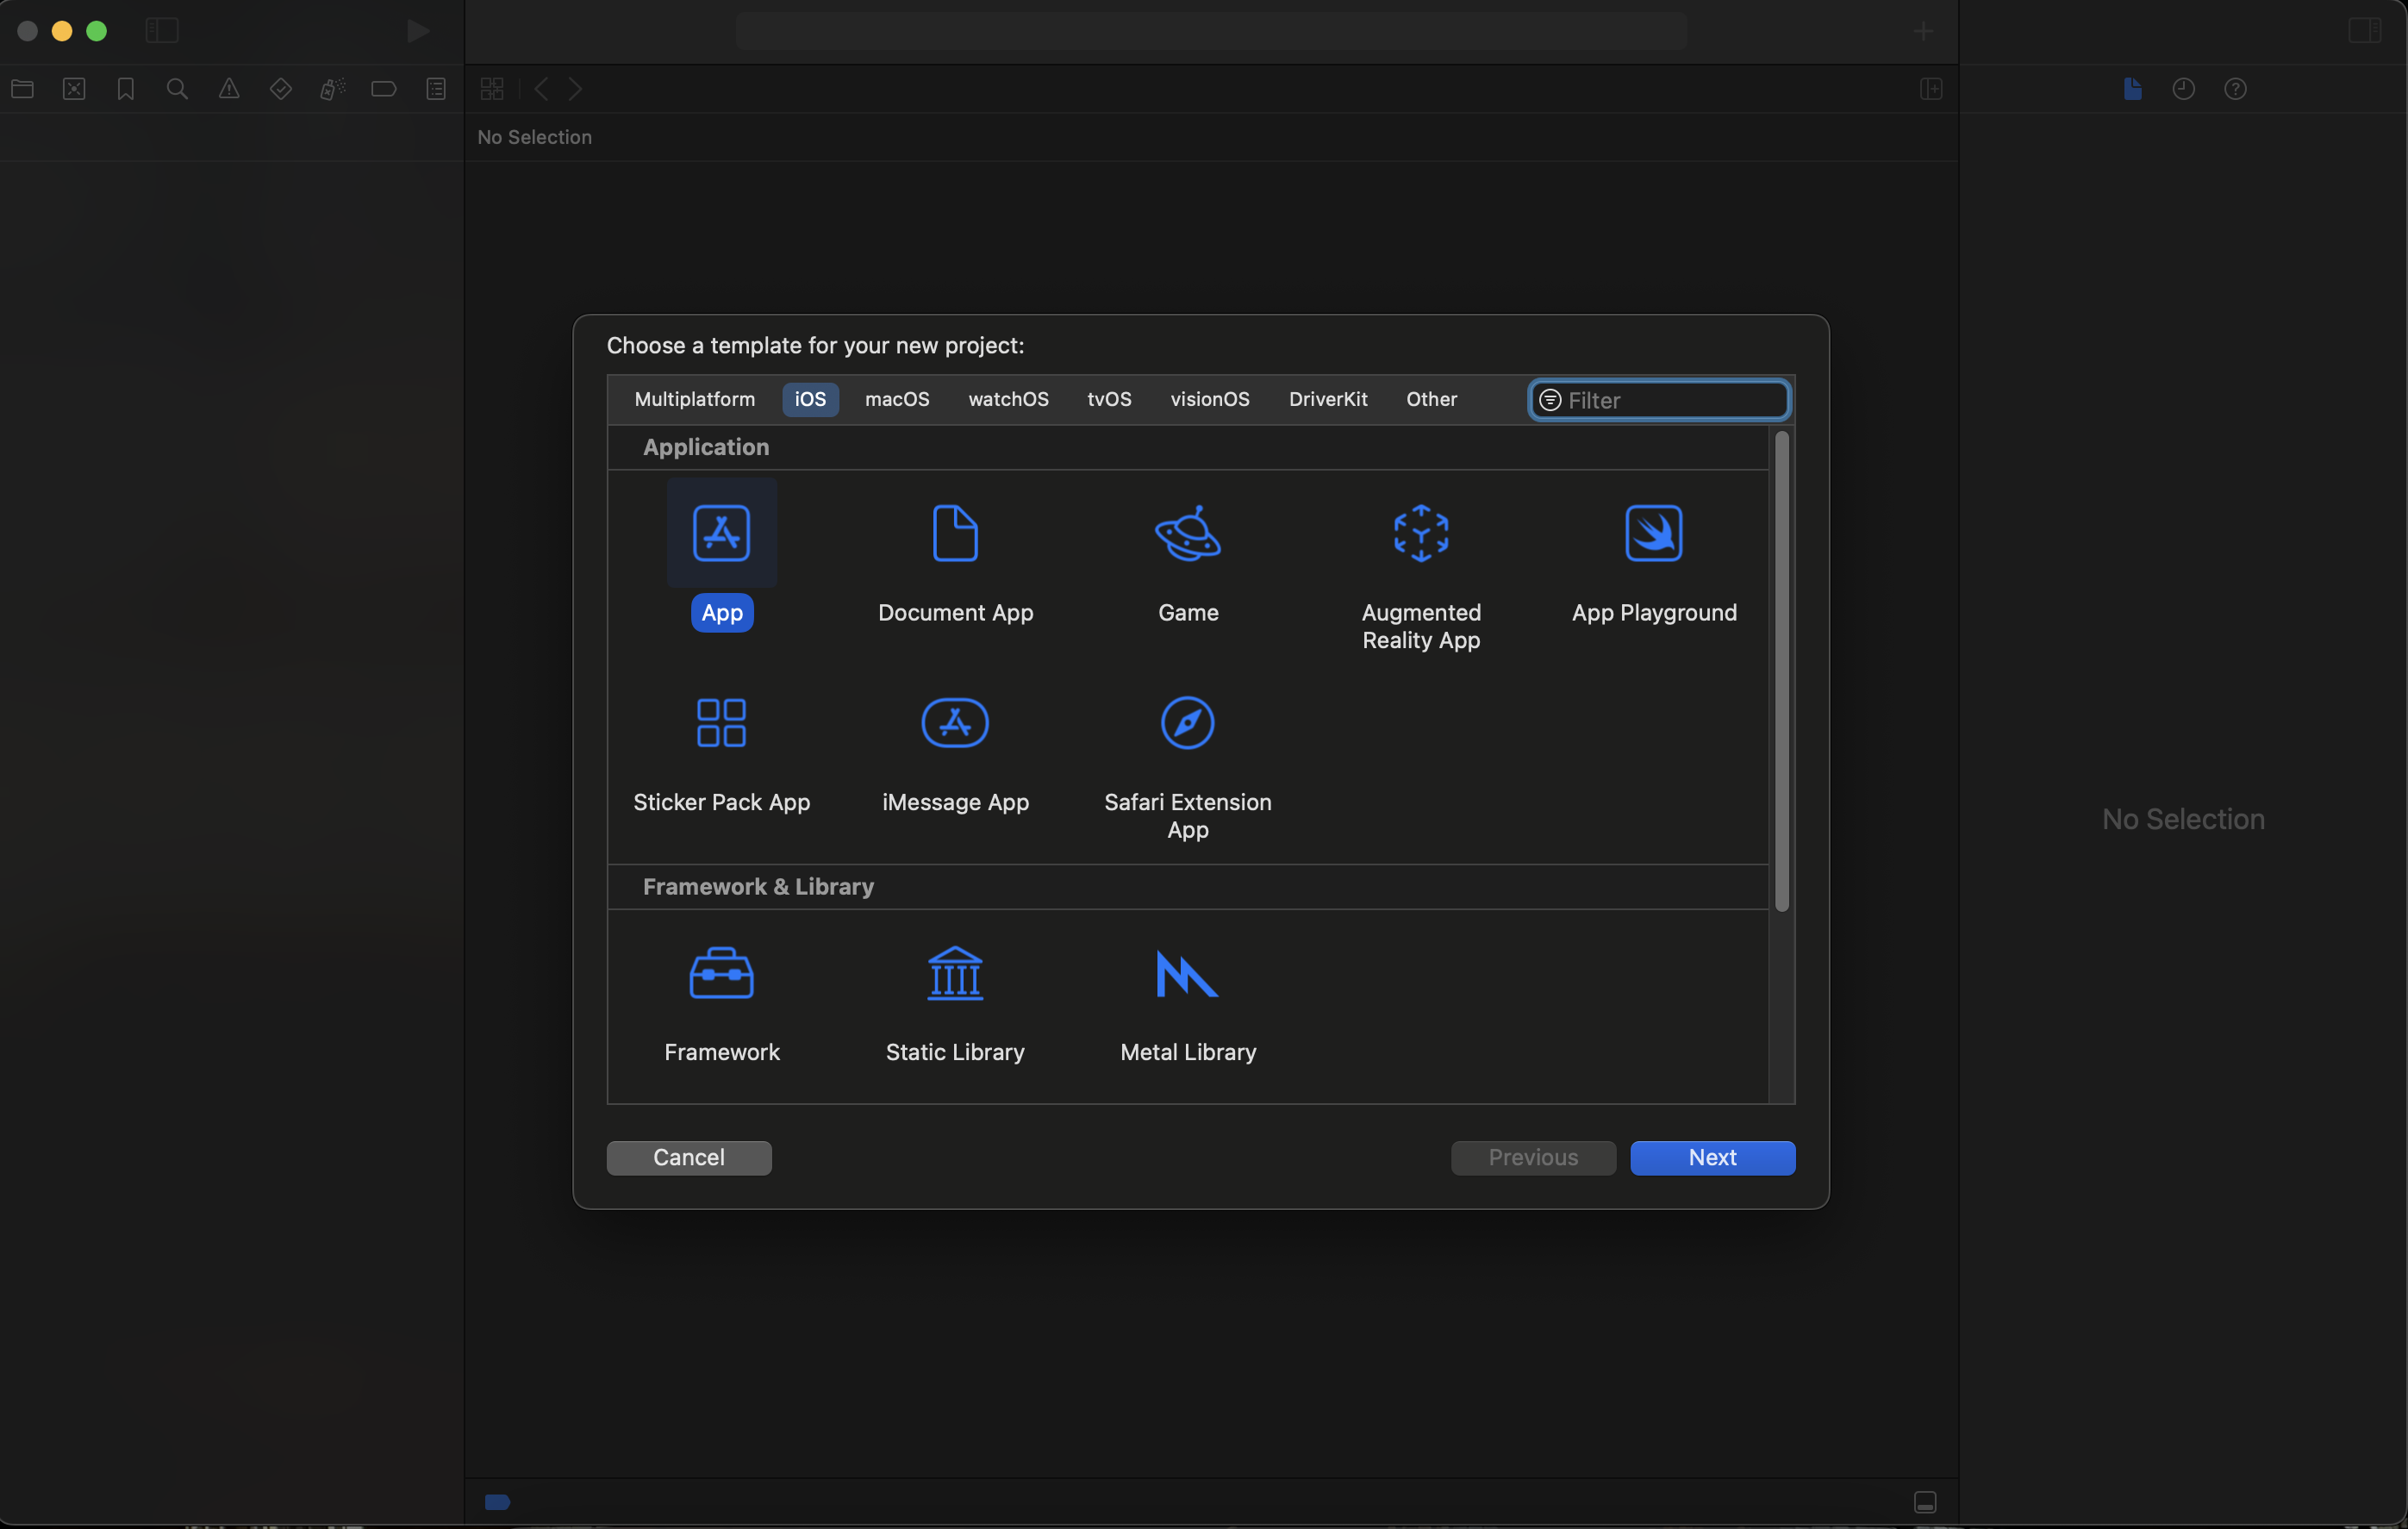 No Selection
Choose a template for your new project:
Multiplatform iOS macOS watchOS tvOS visionOS DriverKit Other Filter
Application
App Document App Game Augmented Reality App App Playground
Sticker Pack App iMessage App Safari Extension App
No Selection
Framework & Library
Framework Static Library Metal Library
Cancel Previous Next